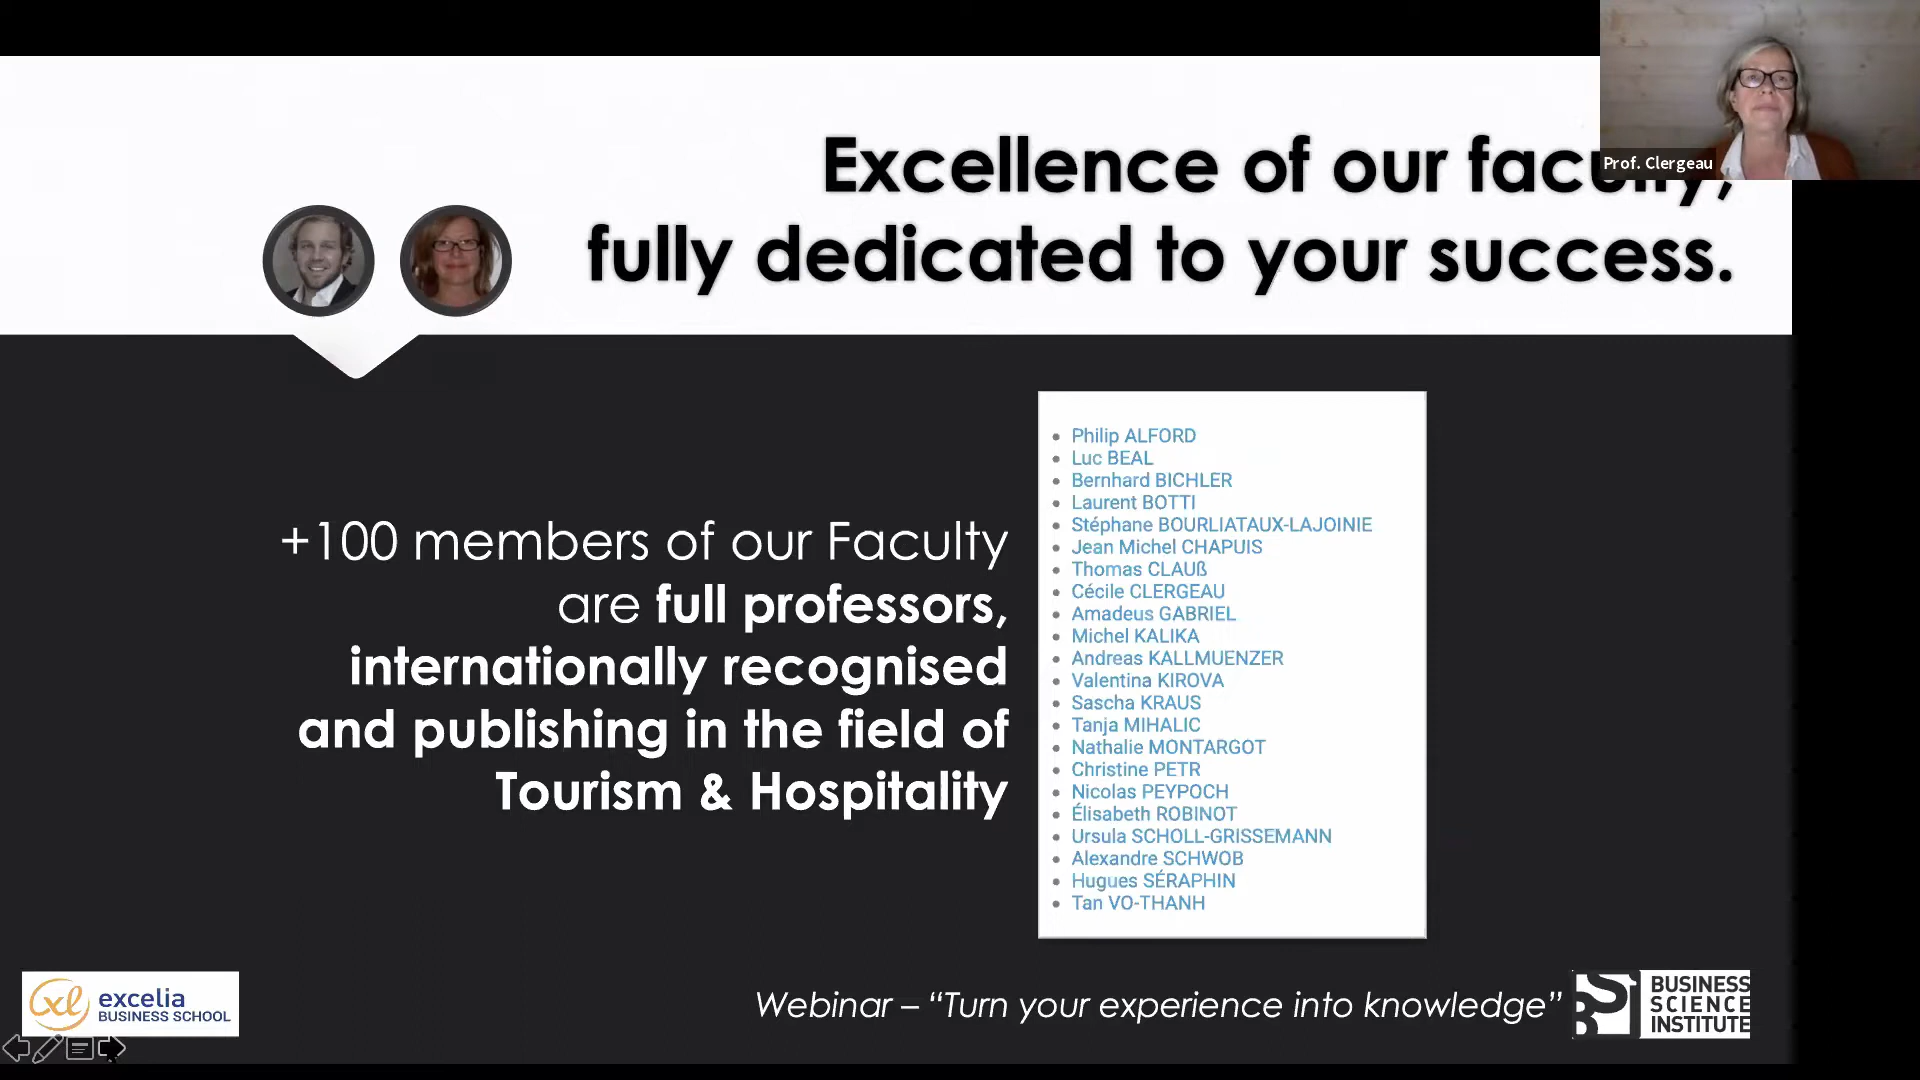 Excellence of our faculty,
fully dedicated to your success.
Prof. Clergeau
+100 members of our Faculty
are full professors,
internationally recognised
and publishing in the field of
Tourism & Hospitality
Philip ALFORD
Luc BEAL
Bernhard BICHLER
Laurent BOTTI
Stéphane BOURLIATAUX-LAJOINIE
Jean Michel CHAPUIS
Thomas CLAUß
Cécile CLERGEAU
Amadeus GABRIEL
Michel KALIKA
Andreas KALLMUENZER
Valentina KIROVA
Sascha KRAUS
Tanja MIHALIC
Nathalie MONTARGOT
Christine PETR
Nicolas PEYPOCH
Élisabeth ROBINOT
Ursula SCHOLL-GRISSEMANN
Alexandre SCHWOB
Hugues SÉRAPHIN
Tan VO-THANH
excelia
BUSINESS SCHOOL
Webinar – “Turn your experience into knowledge”
BUSINESS
SCIENCE
INSTITUTE